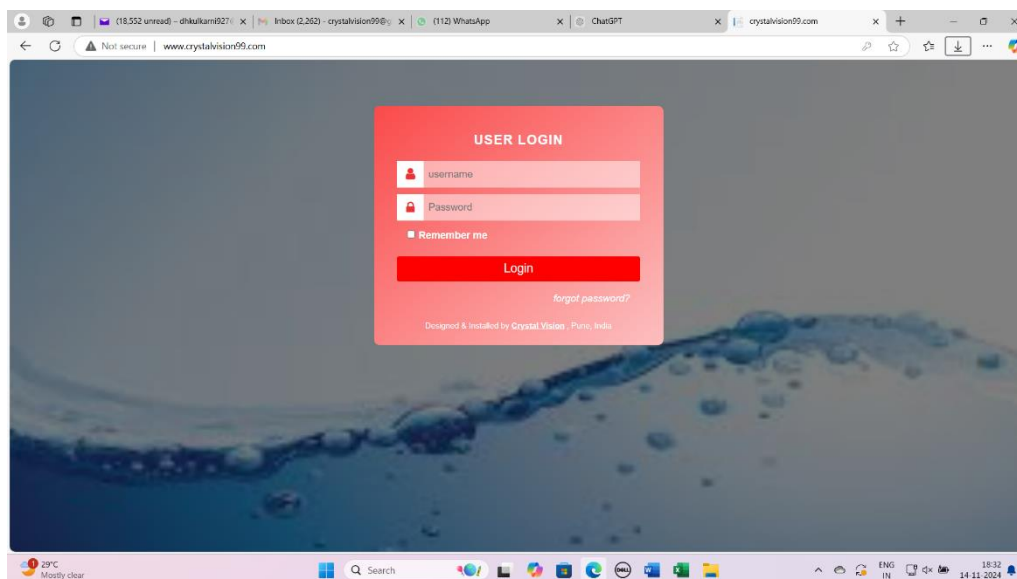 (18,552 unread) - dhkulkarni927
Inbox (2,262) - crystalvision99@g
(112) WhatsApp
ChatGPT
crystalvision99.com
Not secure
www.crystalvision99.com
USER LOGIN
username
Password
Remember me
Login
forgot password?
Designed & Installed by Crystal Vision , Pune, India
1
29°C
Mostly clear
Search
DELL
ENG
IN
18:32
14-11-2024